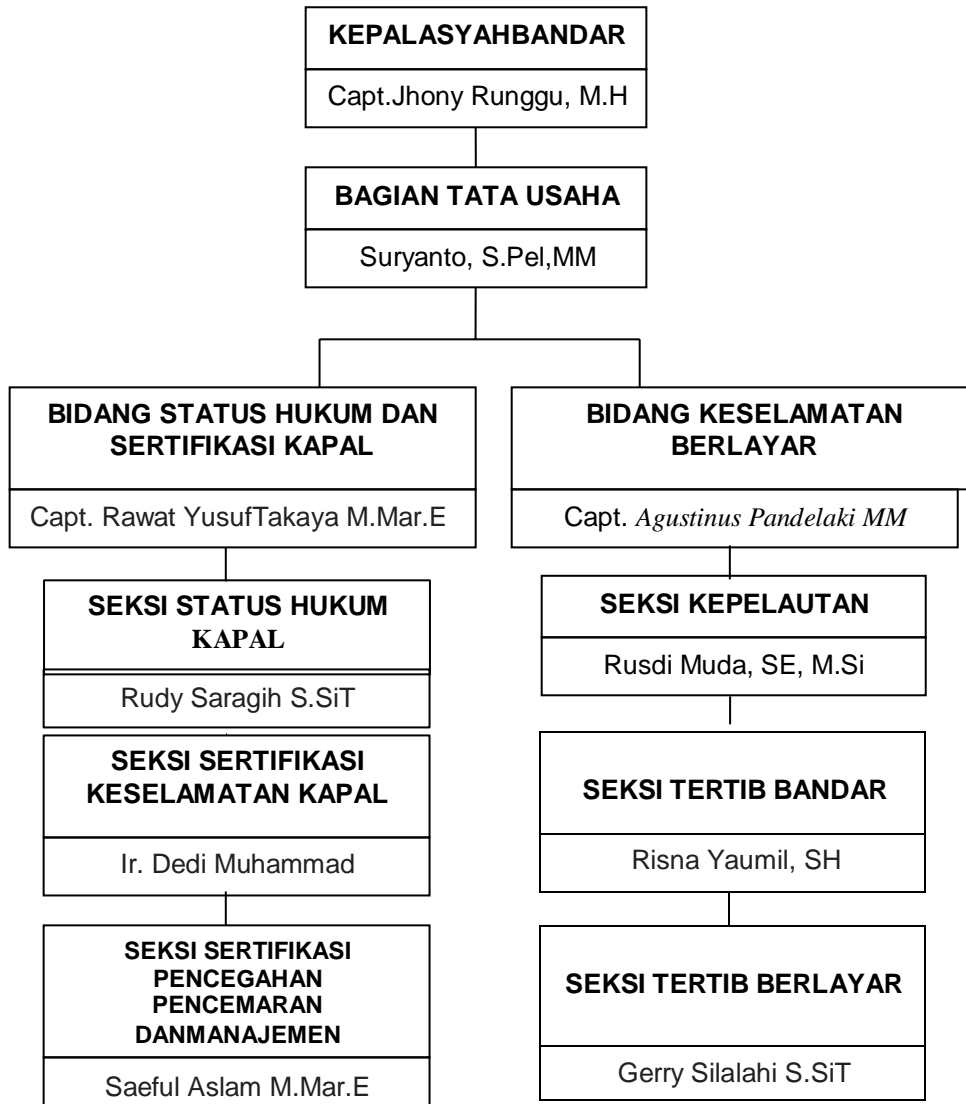 KEPALASYAHBANDAR
Capt.Jhony Runggu, M.H
BAGIAN TATA USAHA
Suryanto, S.Pel,MM
BIDANG STATUS HUKUM DAN
SERTIFIKASI KAPAL
Capt. Rawat YusufTakaya M.Mar.E
BIDANG KESELAMATAN
BERLAYAR
Capt. Agustinus Pandelaki MM
SEKSI STATUS HUKUM
KAPAL
Rudy Saragih S.SiT
SEKSI KEPELAUTAN
Rusdi Muda, SE, M.Si
SEKSI SERTIFIKASI
KESELAMATAN KAPAL
Ir. Dedi Muhammad
SEKSI TERTIB BANDAR
Risna Yaumil, SH
SEKSI SERTIFIKASI
PENCEGAHAN
PENCEMARAN
DANMANAJEMEN
Saeful Aslam M.Mar.E
SEKSI TERTIB BERLAYAR
Gerry Silalahi S.SiT